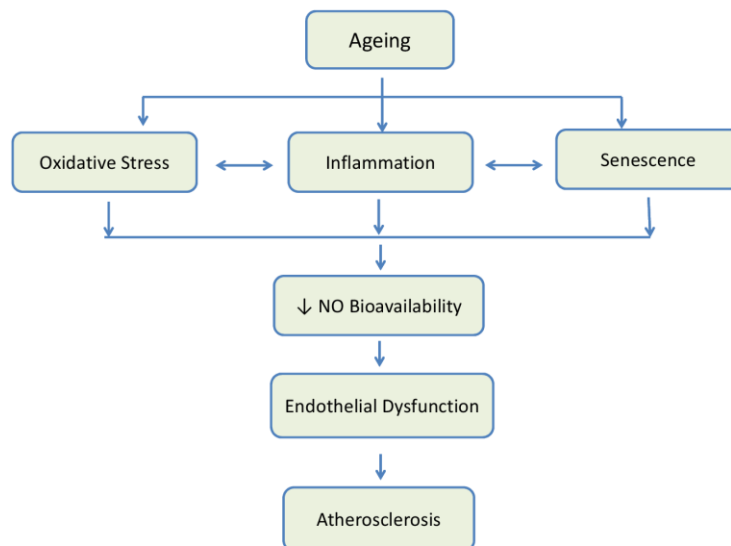 Ageing
Oxidative Stress
Inflammation
Senescence
↓ NO Bioavailability
Endothelial Dysfunction
Atherosclerosis